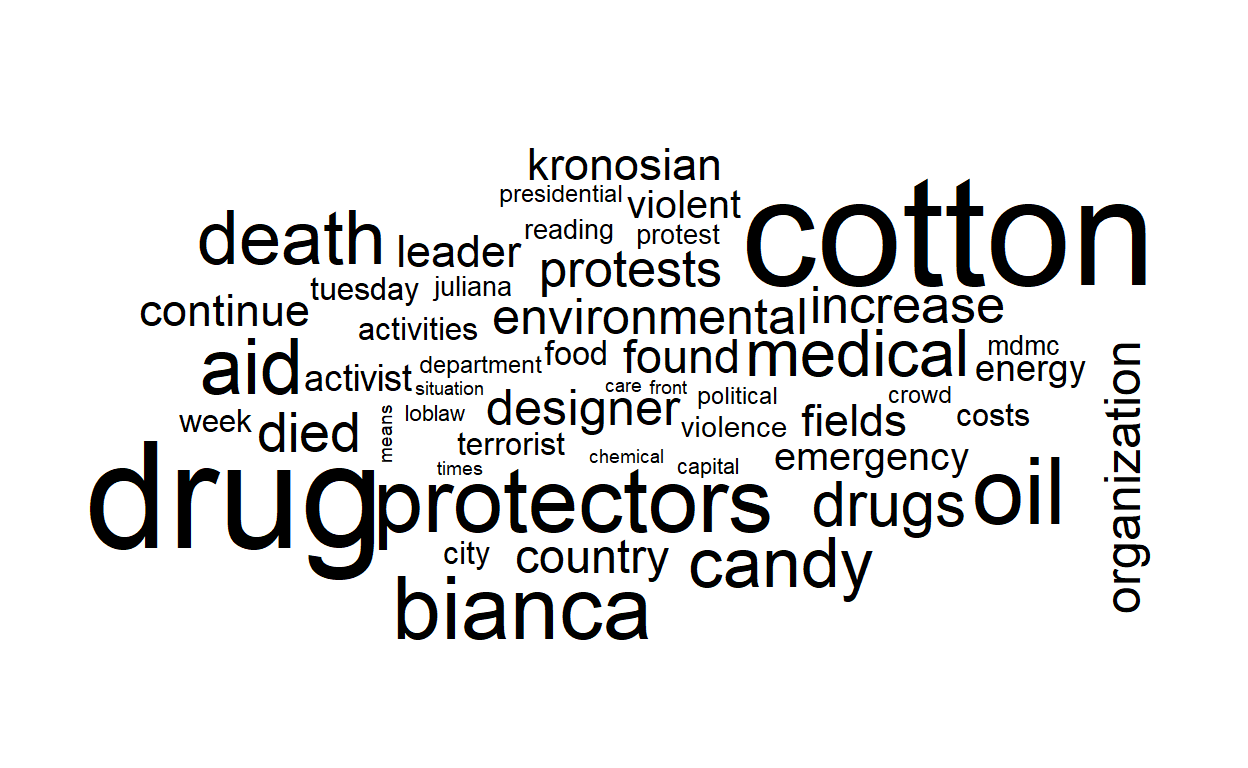 kronosian
presidential
violent
cotton
death
leader
reading
protest
protests
tuesday
juliana
continue
activities
environmental
increase
aid
activist
department
food
found
medical
mdmc
energy
situation
care
front
political
crowd
costs
organization
week
died
means
loblaw
designer
violence
fields
terrorist
times
chemical
capital
emergency
drug
protectors
drugs
oil
city
country
candy
bianca